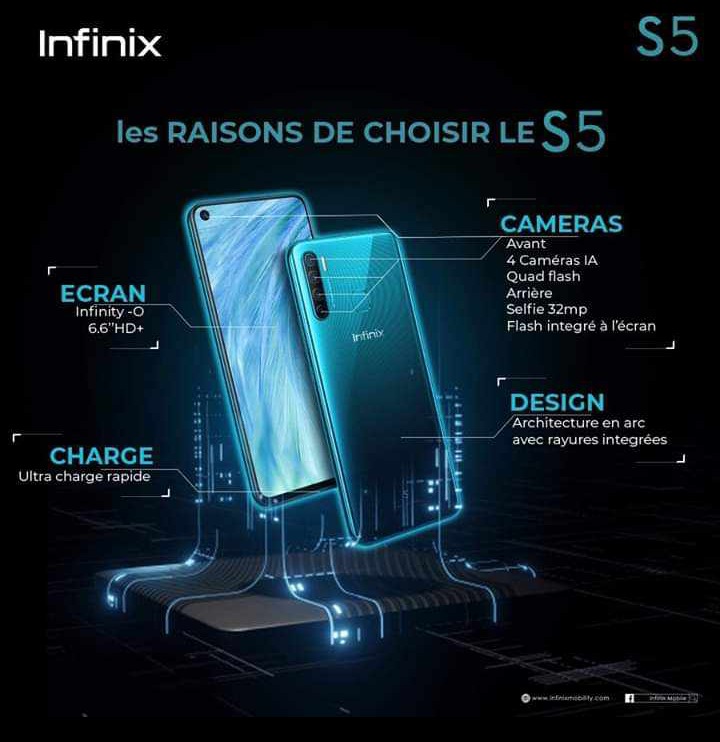 Infinix
S5
les RAISONS DE CHOISIR LE S5
CAMERAS
Avant
4 Caméras IA
Quad flash
Arrière
Selfie 32mp
Flash integré à l'écran
ECRAN
Infinity -O
6.6"HD+
Infinix
DESIGN
Architecture en arc
avec rayures integrées
CHARGE
Ultra charge rapide
www.infinixmobility.com
Infinix Mobile